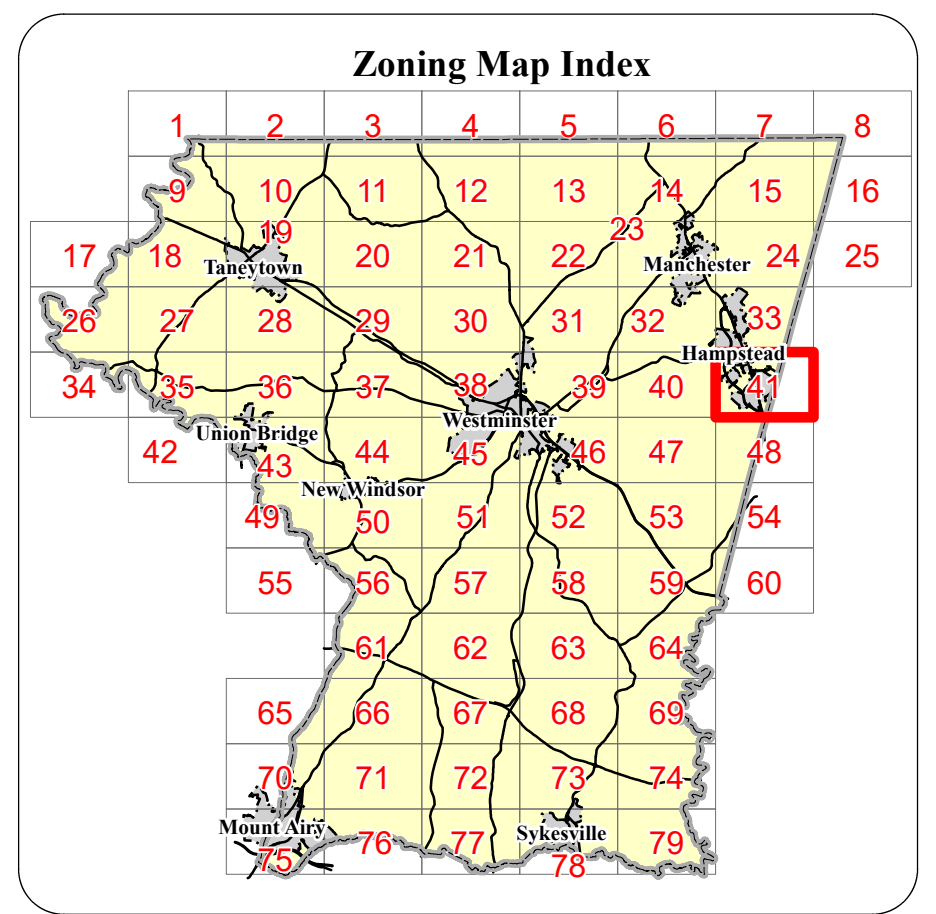 Zoning Map Index
1 2 3 4 5 6 7 8
9 10 11 12 13 14 15 16
19 23
17 18 20 21 22 24 25
Taneytown Manchester
26 27 28 29 30 31 32 33
Hampstead
34 35 36 37 38 39 40 41
Westminster
Union Bridge
42 43 44 45 46 47 48
New Windsor
49 50 51 52 53 54
55 56 57 58 59 60
61 62 63 64
65 66 67 68 69
70 71 72 73 74
Mount Airy Sykesville
75 76 77 78 79